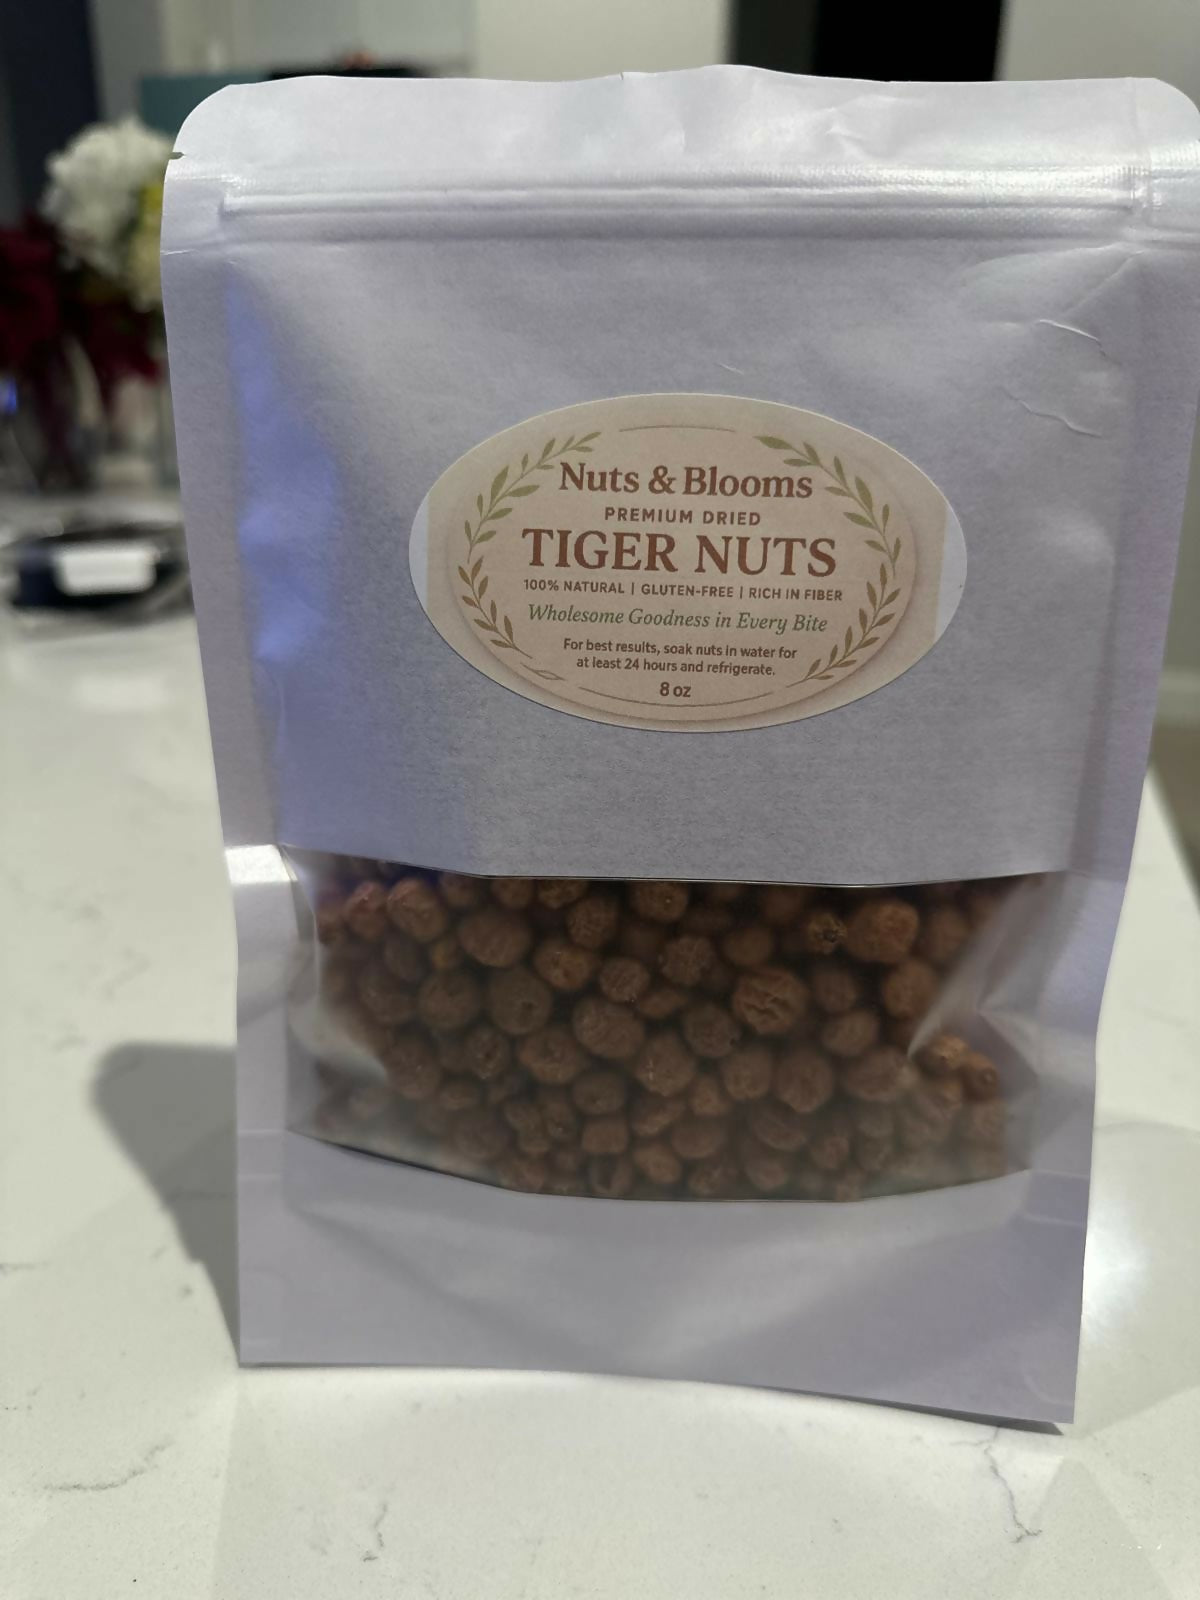 Nuts & Blooms
PREMIUM DRIED
TIGER NUTS
100% NATURAL | GLUTEN-FREE | RICH IN FIBER
Wholesome Goodness in Every Bite
For best results, soak nuts in water for
at least 24 hours and refrigerate.
8 oz